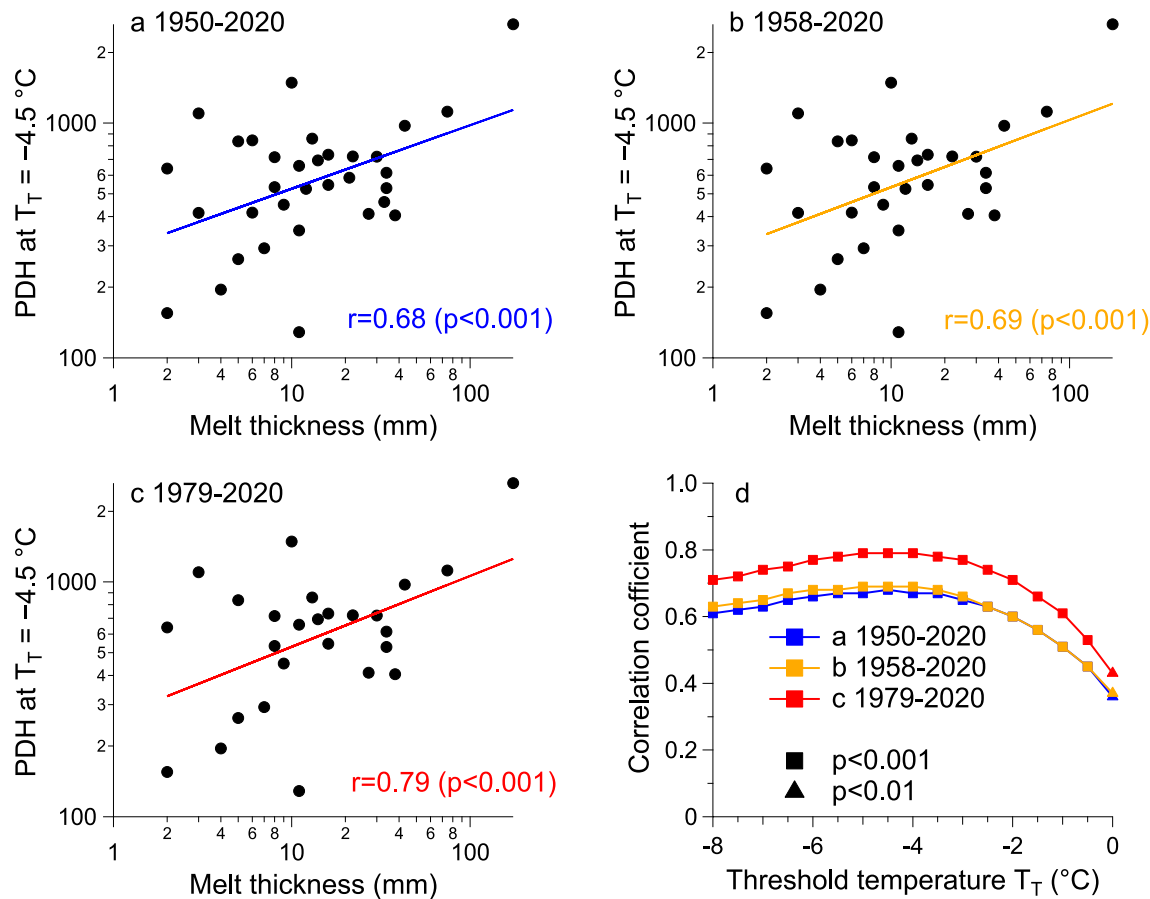 a 1950-2020
PDH at T_T = −4.5 °C
2
1000
8
6
5
4
3
2
100
r=0.68 (p<0.001)
1 2 4 6 8 10 2 4 6 8 100
Melt thickness (mm)
b 1958-2020
PDH at T_T = −4.5 °C
2
1000
8
6
5
4
3
2
100
r=0.69 (p<0.001)
1 2 4 6 8 10 2 4 6 8 100
Melt thickness (mm)
c 1979-2020
PDH at T_T = −4.5 °C
2
1000
8
6
5
4
3
2
100
r=0.79 (p<0.001)
1 2 4 6 8 10 2 4 6 8 100
Melt thickness (mm)
d
Correlation cofficient
1.0
0.8
0.6
0.4
0.2
0
a 1950-2020
b 1958-2020
c 1979-2020
p<0.001
p<0.01
-8 -6 -4 -2 0
Threshold temperature T_T (°C)